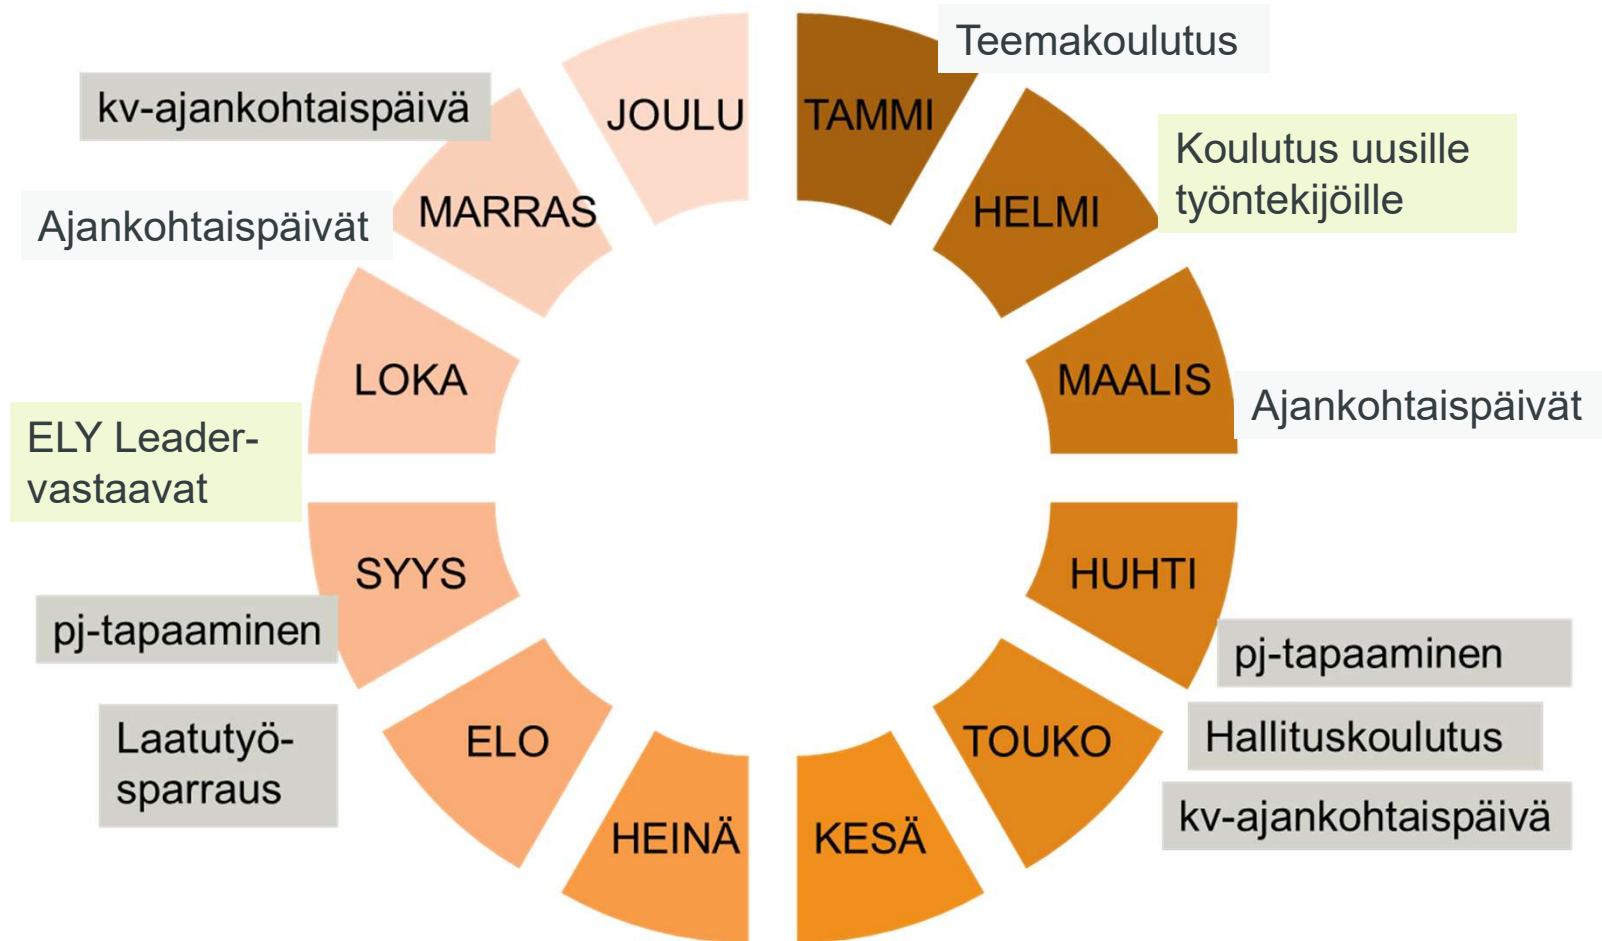 Teemakoulutus
kv-ajankohtaispäivä
JOULU
TAMMI
Koulutus uusille
työntekijöille
MARRAS
HELMI
Ajankohtaispäivät
LOKA
MAALIS
Ajankohtaispäivät
ELY Leader-
vastaavat
SYYS
HUHTI
pj-tapaaminen
pj-tapaaminen
Laatutyö-
sparraus
ELO
TOUKO
Hallituskoulutus
kv-ajankohtaispäivä
HEINÄ
KESÄ